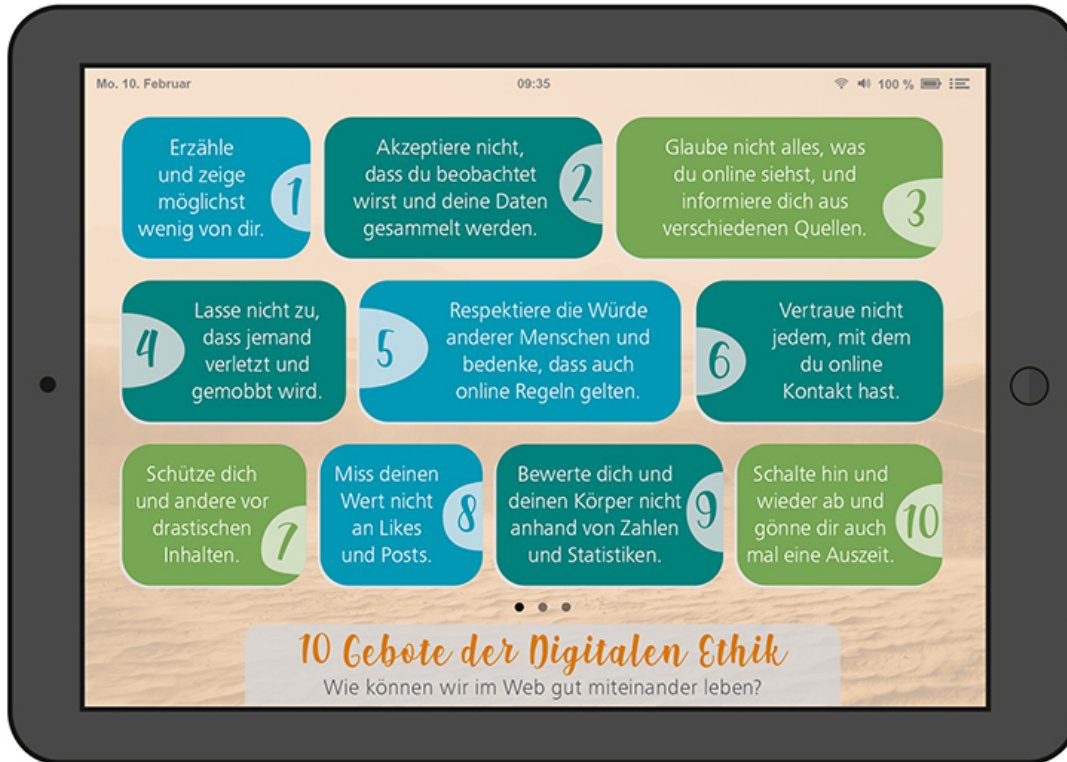 Mo. 10. Februar
09:35
100 %
Erzähle
und zeige
möglichst
wenig von dir.
1
Akzeptiere nicht,
dass du beobachtet
wirst und deine Daten
gesammelt werden.
2
Glaube nicht alles, was
du online siehst, und
informiere dich aus
verschiedenen Quellen.
3
4
Lasse nicht zu,
dass jemand
verletzt und
gemobbt wird.
5
Respektiere die Würde
anderer Menschen und
bedenke, dass auch
online Regeln gelten.
6
Vertraue nicht
jedem, mit dem
du online
Kontakt hast.
Schütze dich
und andere vor
drastischen
Inhalten.
7
Miss deinen
Wert nicht
an Likes
und Posts.
8
Bewerte dich und
deinen Körper nicht
anhand von Zahlen
und Statistiken.
9
Schalte hin und
wieder ab und
gönne dir auch
mal eine Auszeit.
10
10 Gebote der Digitalen Ethik
Wie können wir im Web gut miteinander leben?